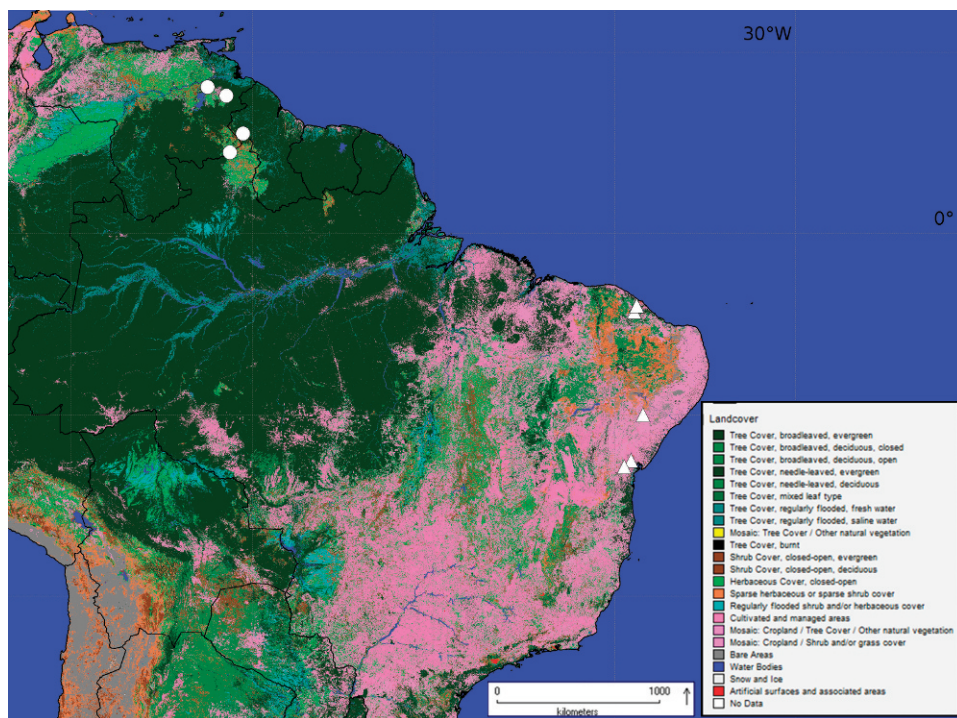 30°W
0°
Landcover
Tree Cover, broadleaved, evergreen
Tree Cover, broadleaved, deciduous, closed
Tree Cover, broadleaved, deciduous, open
Tree Cover, needle-leaved, evergreen
Tree Cover, needle-leaved, deciduous
Tree Cover, mixed leaf type
Tree Cover, regularly flooded, fresh water
Tree Cover, regularly flooded, saline water
Mosaic: Tree Cover / Other natural vegetation
Tree Cover, burnt
Shrub Cover, closed-open, evergreen
Shrub Cover, closed-open, deciduous
Herbaceous Cover, closed-open
Sparse herbaceous or sparse shrub cover
Regularly flooded shrub and/or herbaceous cover
Cultivated and managed areas
Mosaic: Cropland / Tree Cover / Other natural vegetation
Mosaic: Cropland / Shrub and/or grass cover
Bare Areas
Water Bodies
Snow and Ice
Artificial surfaces and associated areas
No Data
0 1000
kilometers